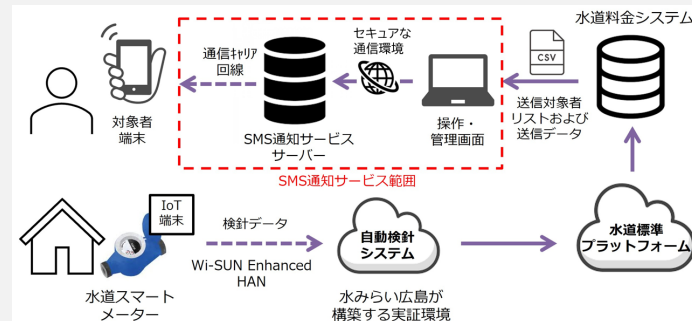 水道料金システム
セキュアな
通信環境
通信ｷｬﾘｱ
回線
CSV
対象者
端末
SMS通知サービス
サーバー
操作・
管理画面
送信対象者
リストおよび
送信データ
SMS通知サービス範囲
IoT
端末
検針データ
Wi-SUN Enhanced
HAN
自動検針
システム
水道標準
プラットフォーム
水道スマート
メーター
水みらい広島が
構築する実証環境